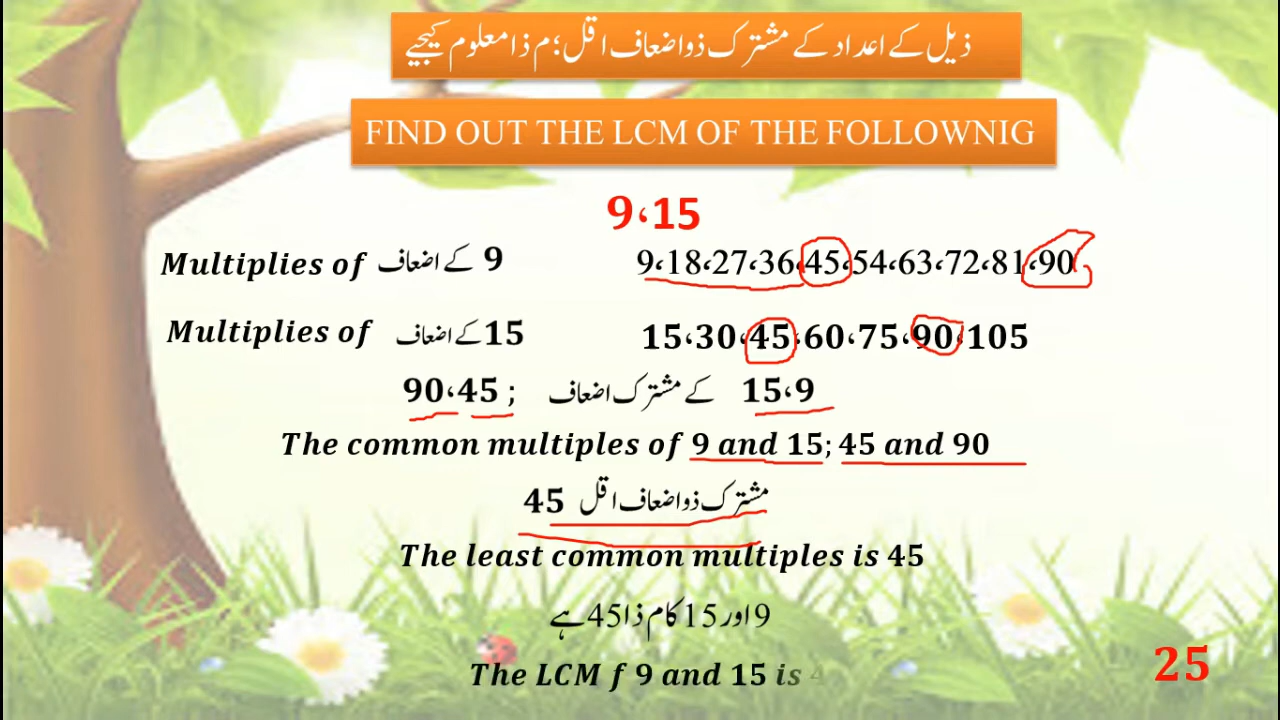 ذیل کے اعداد کے مشترک ذواضعاف اقل؛ م ذا معلوم کیجیے
FIND OUT THE LCM OF THE FOLLOWNIG
9،15
Multiplies of کے اضعاف 9 9،18،27،36،45،54،63،72،81،90
Multiplies of کے اضعاف 15 15،30،45،60،75،90،105
90،45 ; کے مشترک اضعاف 15،9
The common multiples of 9 and 15; 45 and 90
مشترک ذواضعاف اقل 45
The least common multiples is 45
9 اور 15 کا م ذا 45 ہے
The LCM f 9 and 15 is 4
25